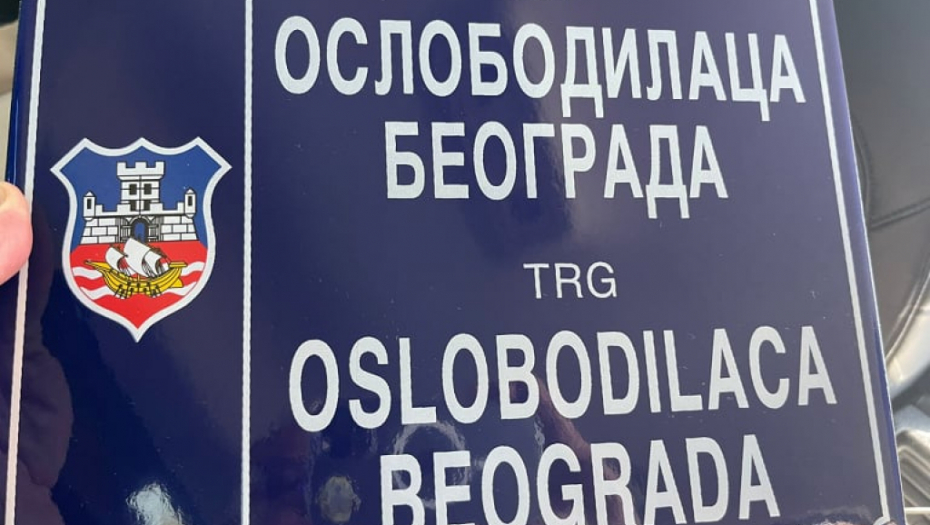 ОСЛОБОДИЛАЦА
БЕОГРАДА
TRG
OSLOBODILACA
BEOGRADA